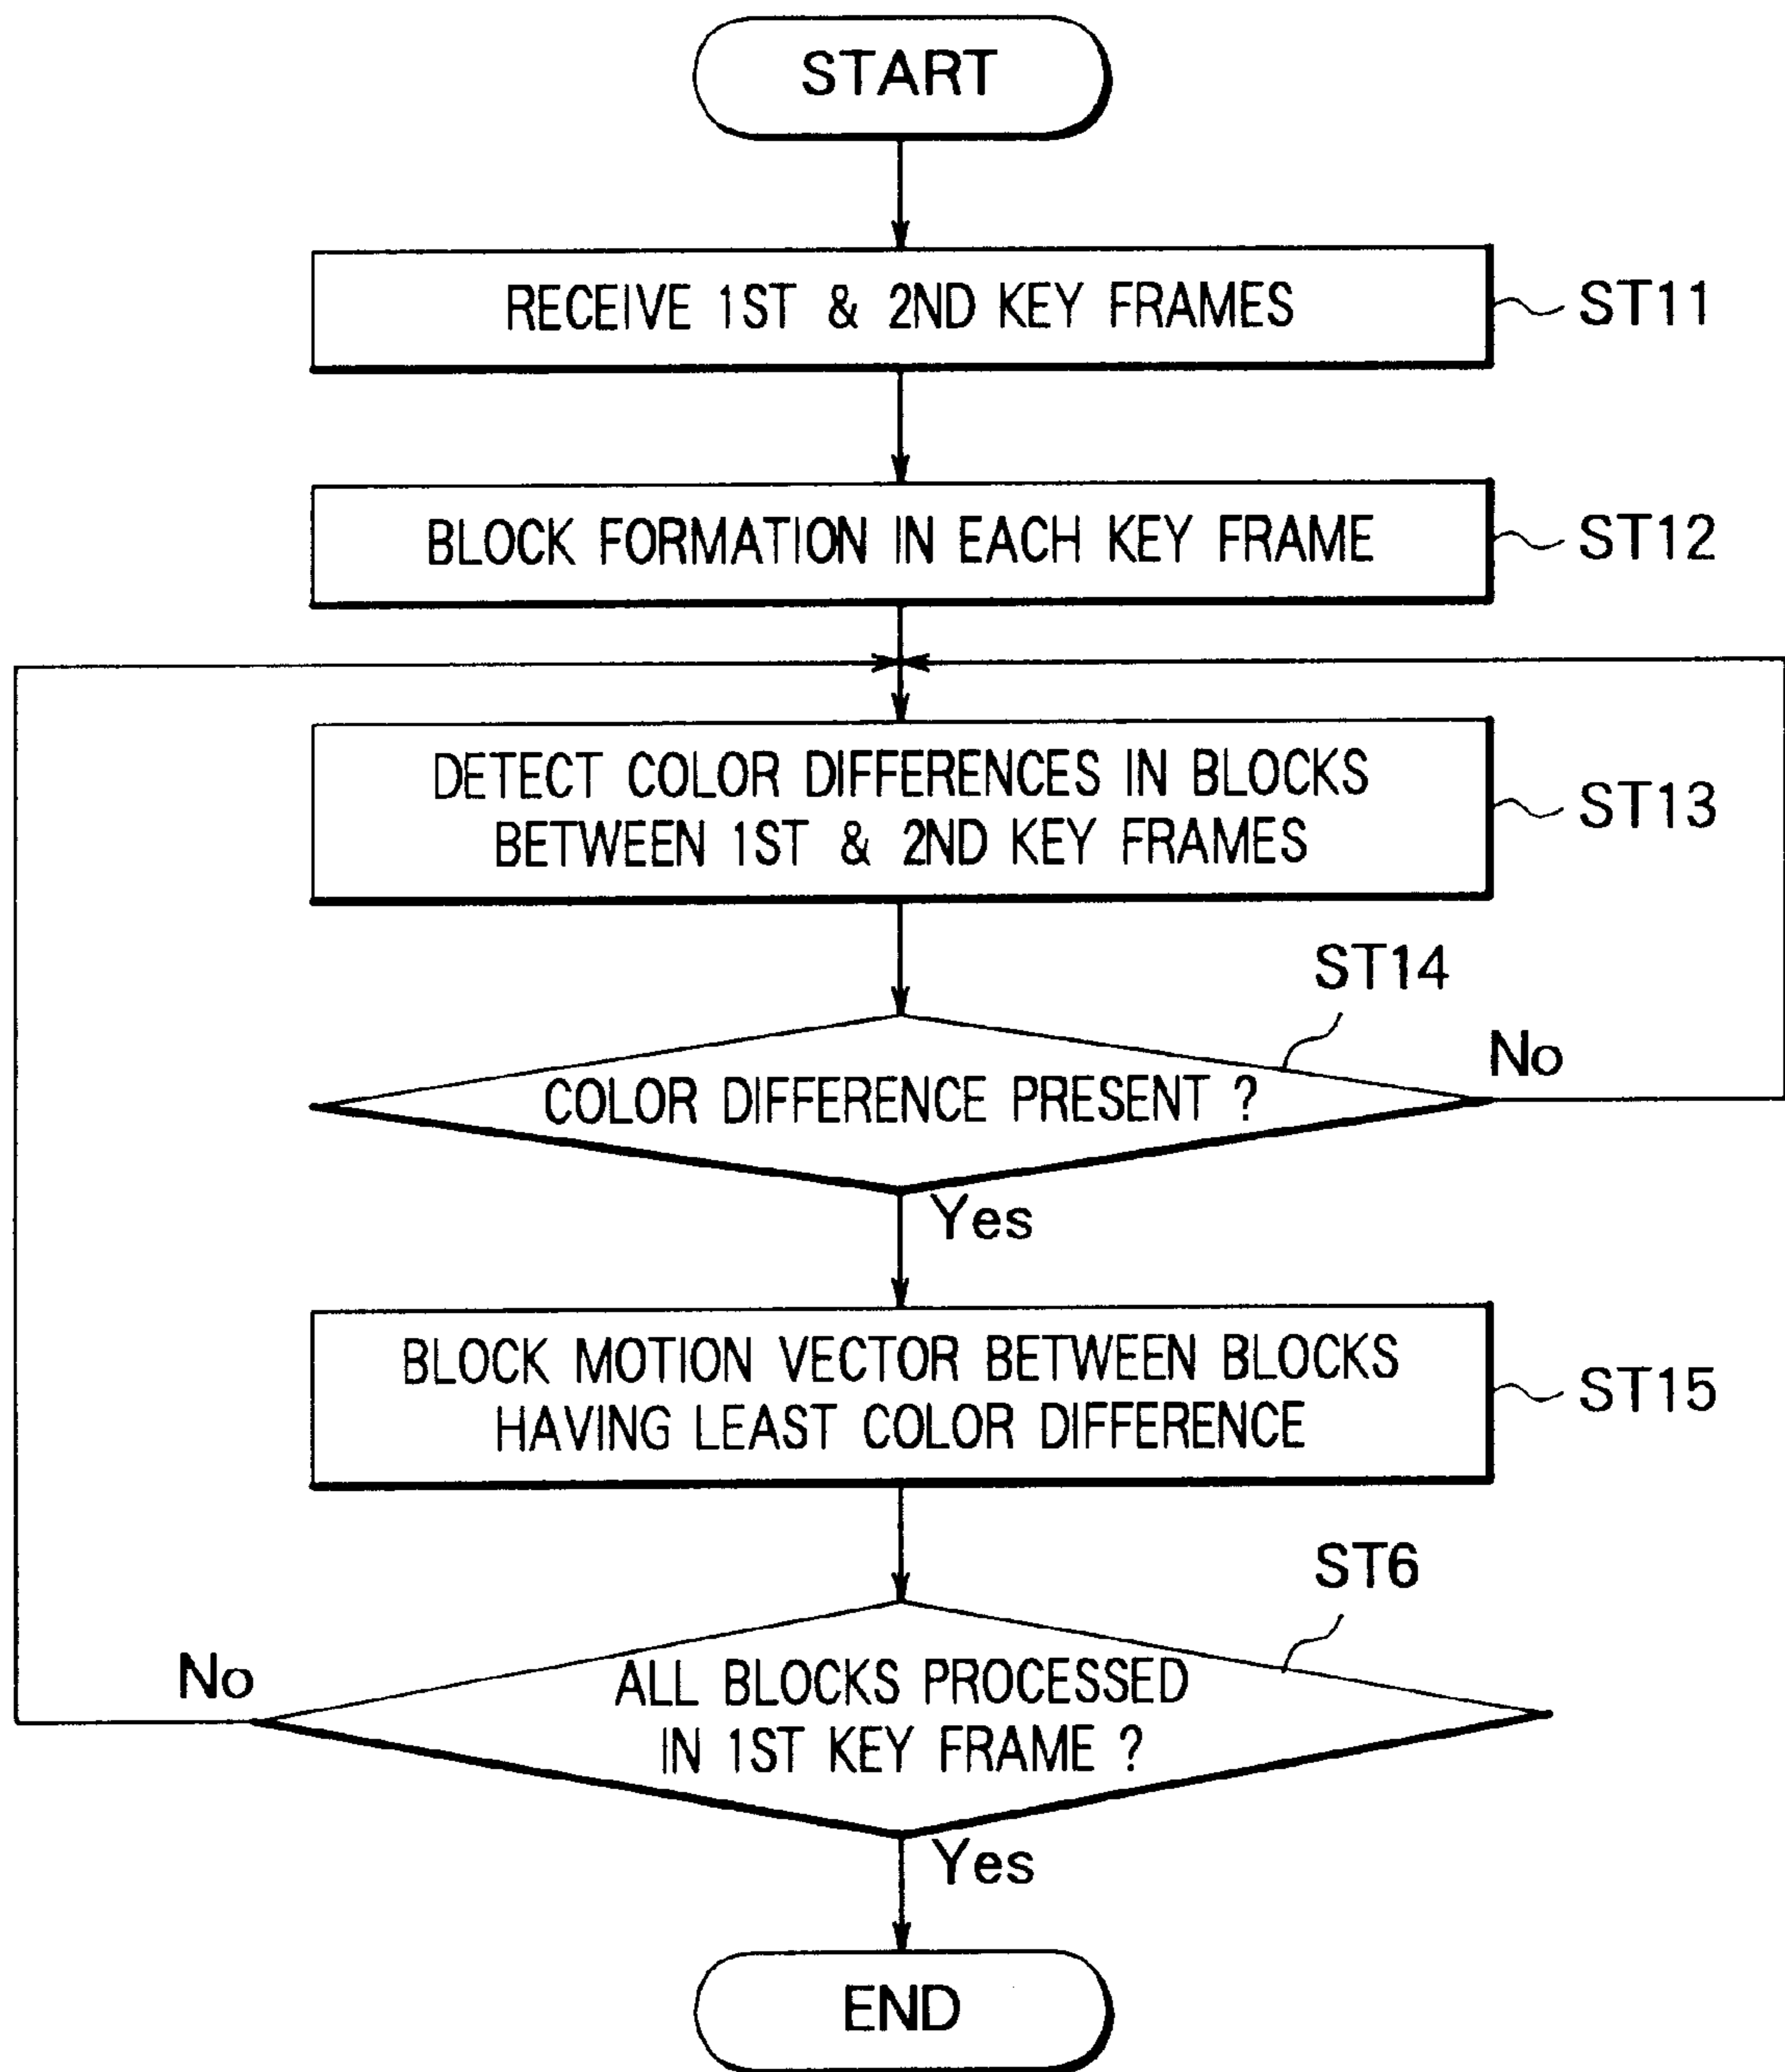 START
RECEIVE 1ST & 2ND KEY FRAMES
ST11
BLOCK FORMATION IN EACH KEY FRAME
ST12
DETECT COLOR DIFFERENCES IN BLOCKS
BETWEEN 1ST & 2ND KEY FRAMES
ST13
ST14
COLOR DIFFERENCE PRESENT ?
No
Yes
BLOCK MOTION VECTOR BETWEEN BLOCKS
HAVING LEAST COLOR DIFFERENCE
ST15
ST6
No
ALL BLOCKS PROCESSED
IN 1ST KEY FRAME ?
Yes
END